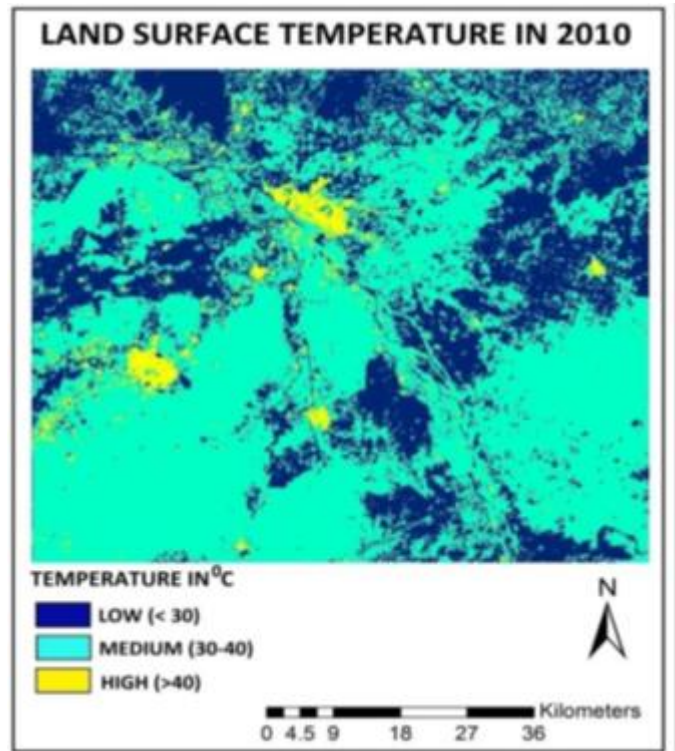 LAND SURFACE TEMPERATURE IN 2010
TEMPERATURE IN ⁰C
LOW (< 30)
MEDIUM (30-40)
HIGH (>40)
N
Kilometers
0 4.5 9 18 27 36